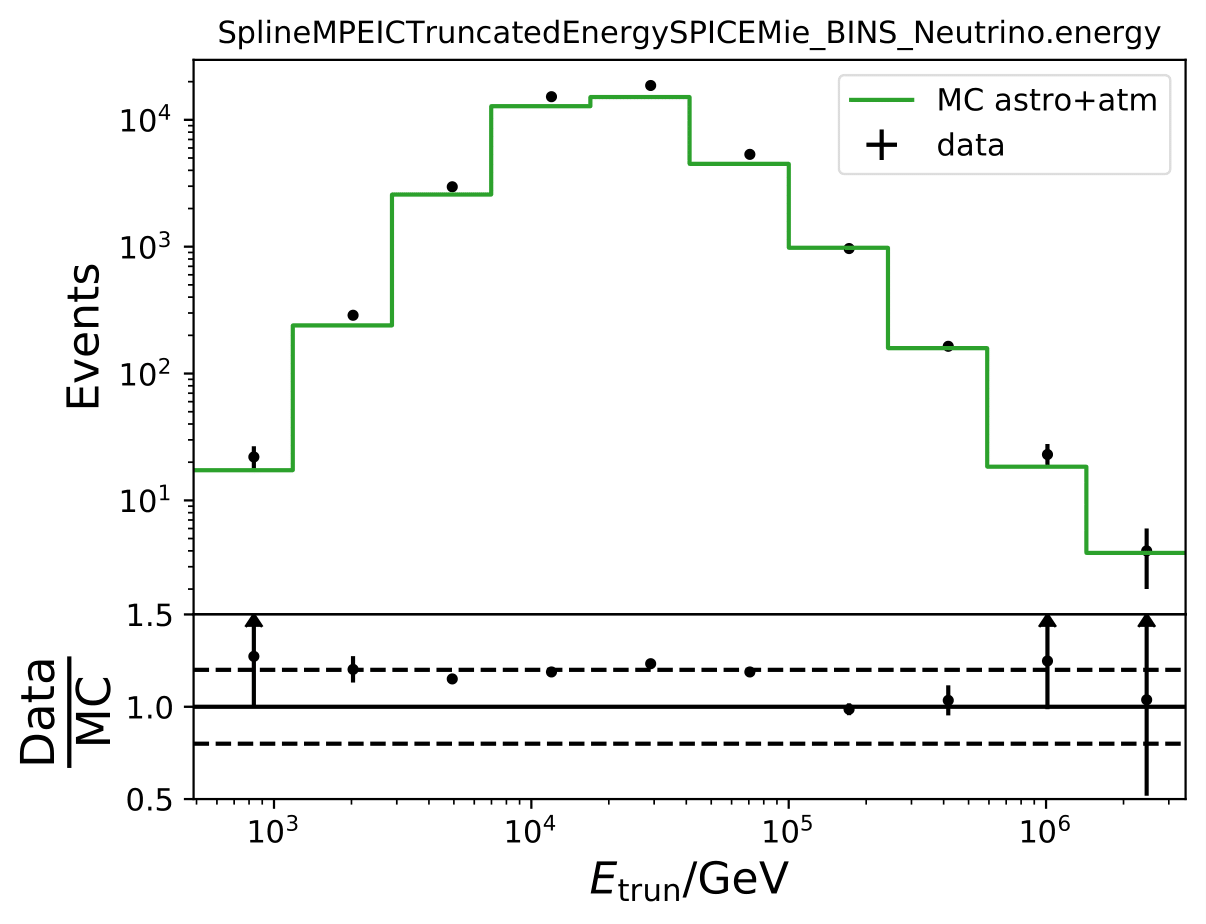 SplineMPEICTruncatedEnergySPICEMie_BINS_Neutrino.energy
MC astro+atm
data
Events
10⁴
10³
10²
10¹
Data
MC
1.5
1.0
0.5
10³ 10⁴ 10⁵ 10⁶
E_trun/GeV